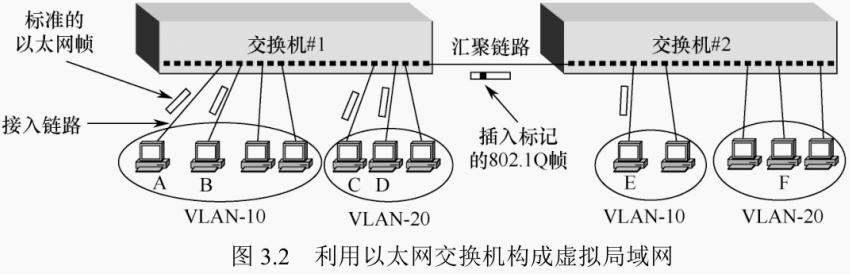 标准的
以太网帧
交换机#1
汇聚链路
交换机#2
接入链路
插入标记
的802.1Q帧
A
B
C
D
E
F
VLAN-10
VLAN-20
VLAN-10
VLAN-20
图 3.2 利用以太网交换机构成虚拟局域网